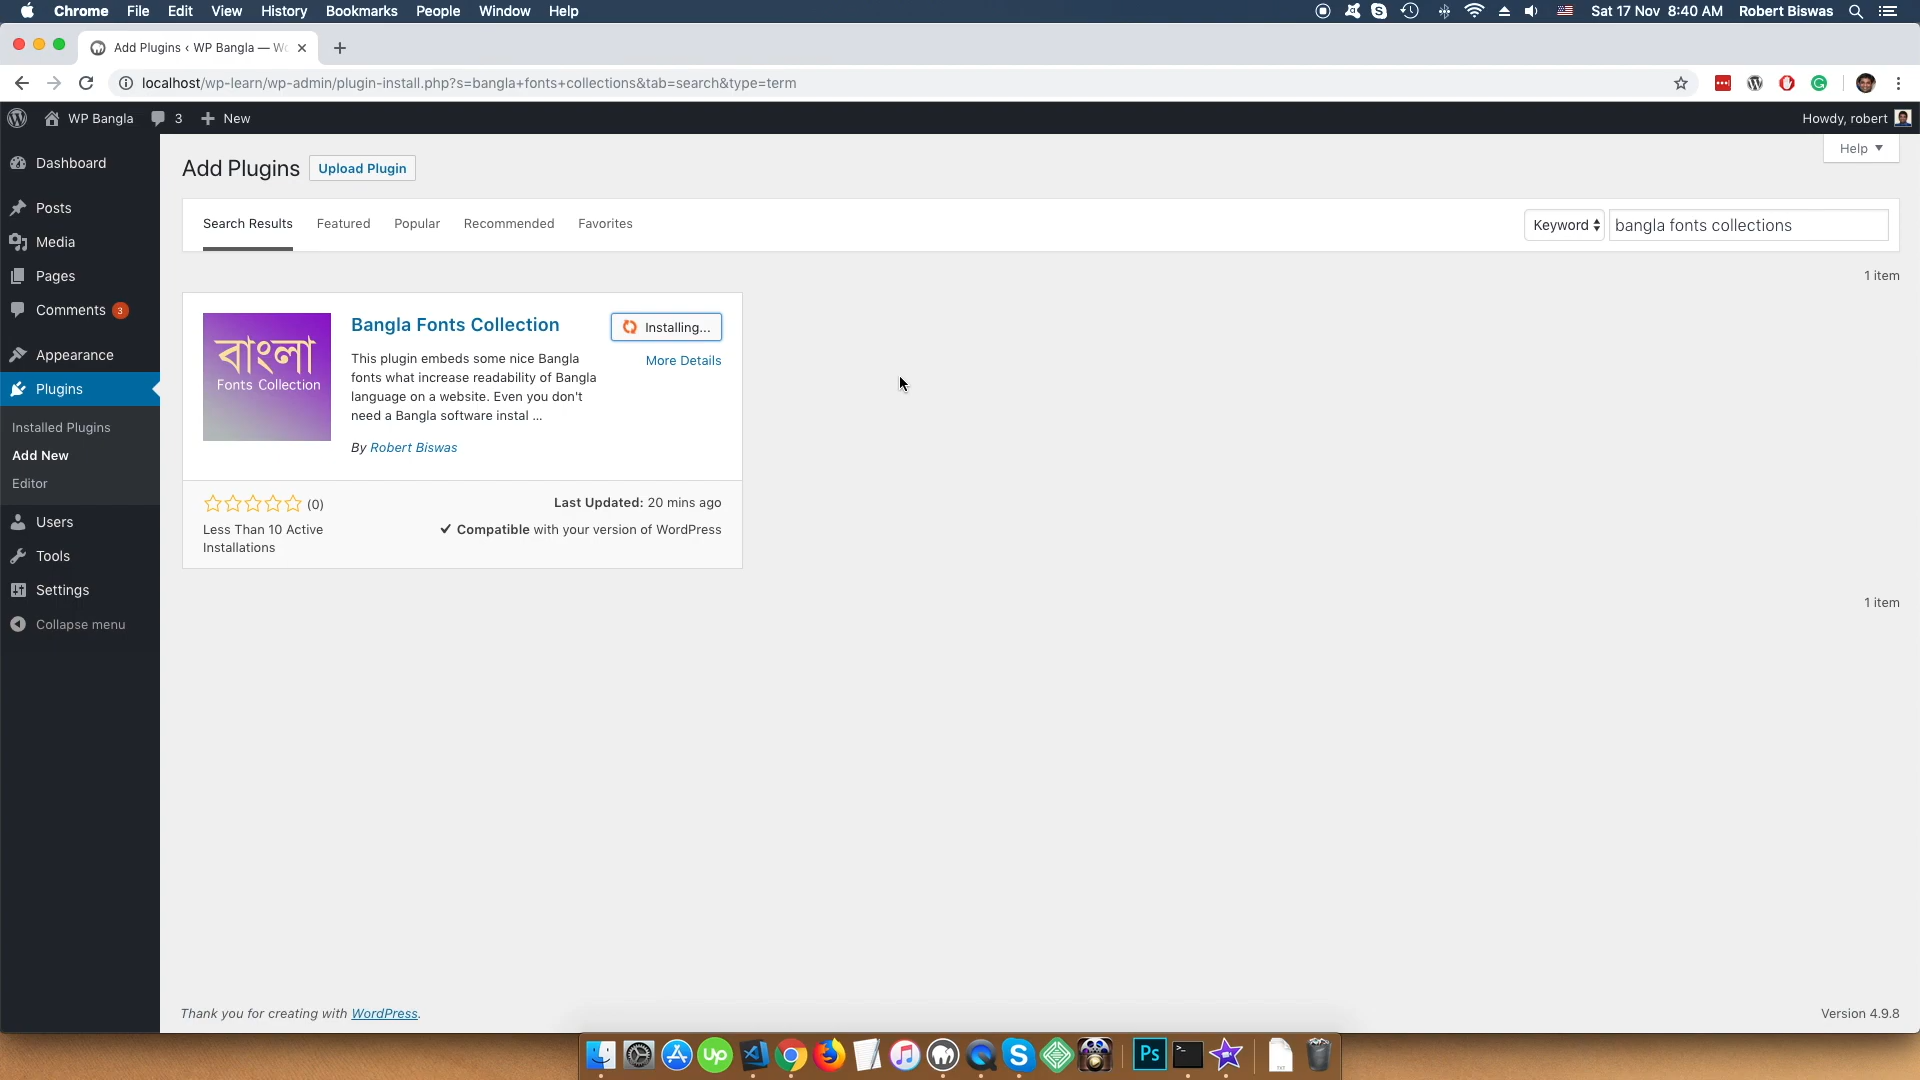 Chrome File Edit View History Bookmarks People Window Help Sat 17 Nov 8:40 AM Robert Biswas
Add Plugins ‹ WP Bangla — Wo
localhost/wp-learn/wp-admin/plugin-install.php?s=bangla+fonts+collections&tab=search&type=term
WP Bangla 3 New Howdy, robert
Help
Dashboard
Posts
Media
Pages
Comments 3
Appearance
Plugins
Installed Plugins
Add New
Editor
Users
Tools
Settings
Collapse menu
Add Plugins Upload Plugin
Search Results Featured Popular Recommended Favorites Keyword bangla fonts collections
1 item
বাংলা
Fonts Collection
Bangla Fonts Collection
Installing...
More Details
This plugin embeds some nice Bangla
fonts what increase readability of Bangla
language on a website. Even you don't
need a Bangla software instal ...
By Robert Biswas
(0)
Less Than 10 Active
Installations
Last Updated: 20 mins ago
Compatible with your version of WordPress
1 item
Thank you for creating with WordPress.
Version 4.9.8
Up
Ps
TXT